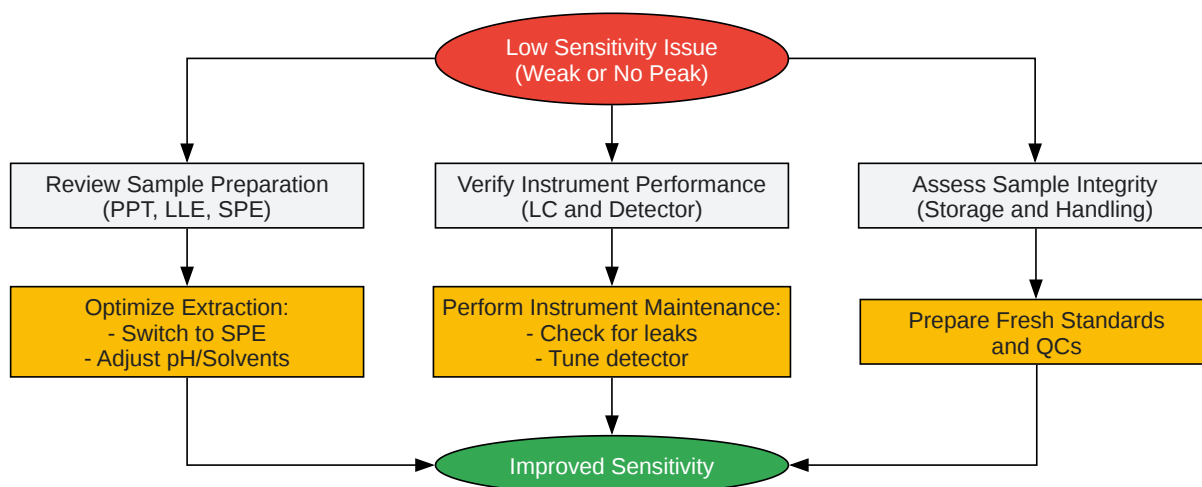 Low Sensitivity Issue
(Weak or No Peak)
Review Sample Preparation
(PPT, LLE, SPE)
Verify Instrument Performance
(LC and Detector)
Assess Sample Integrity
(Storage and Handling)
Optimize Extraction:
- Switch to SPE
- Adjust pH/Solvents
Perform Instrument Maintenance:
- Check for leaks
- Tune detector
Prepare Fresh Standards
and QCs
Improved Sensitivity